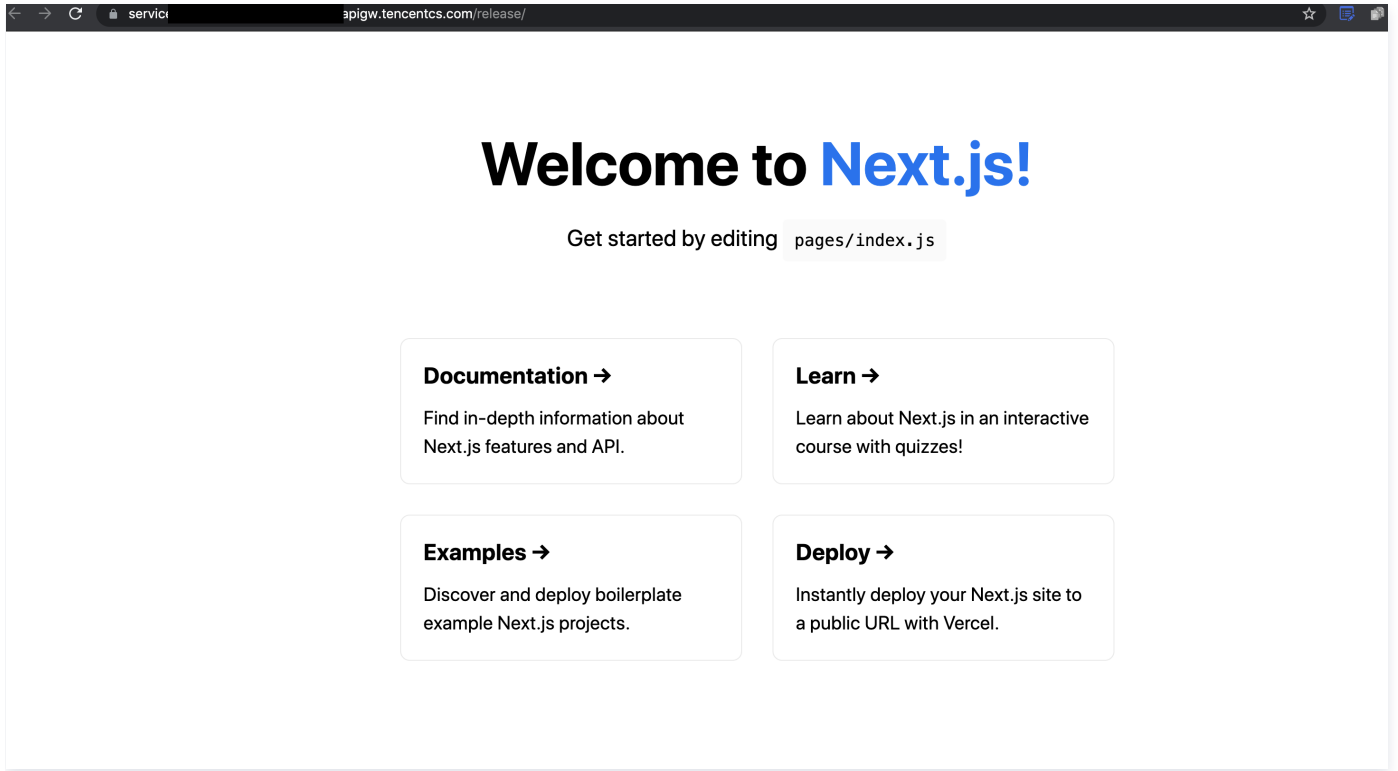 service apigw.tencentcs.com/release/
Welcome to Next.js!
Get started by editing pages/index.js
Documentation →
Find in-depth information about
Next.js features and API.
Learn →
Learn about Next.js in an interactive
course with quizzes!
Examples →
Discover and deploy boilerplate
example Next.js projects.
Deploy →
Instantly deploy your Next.js site to
a public URL with Vercel.